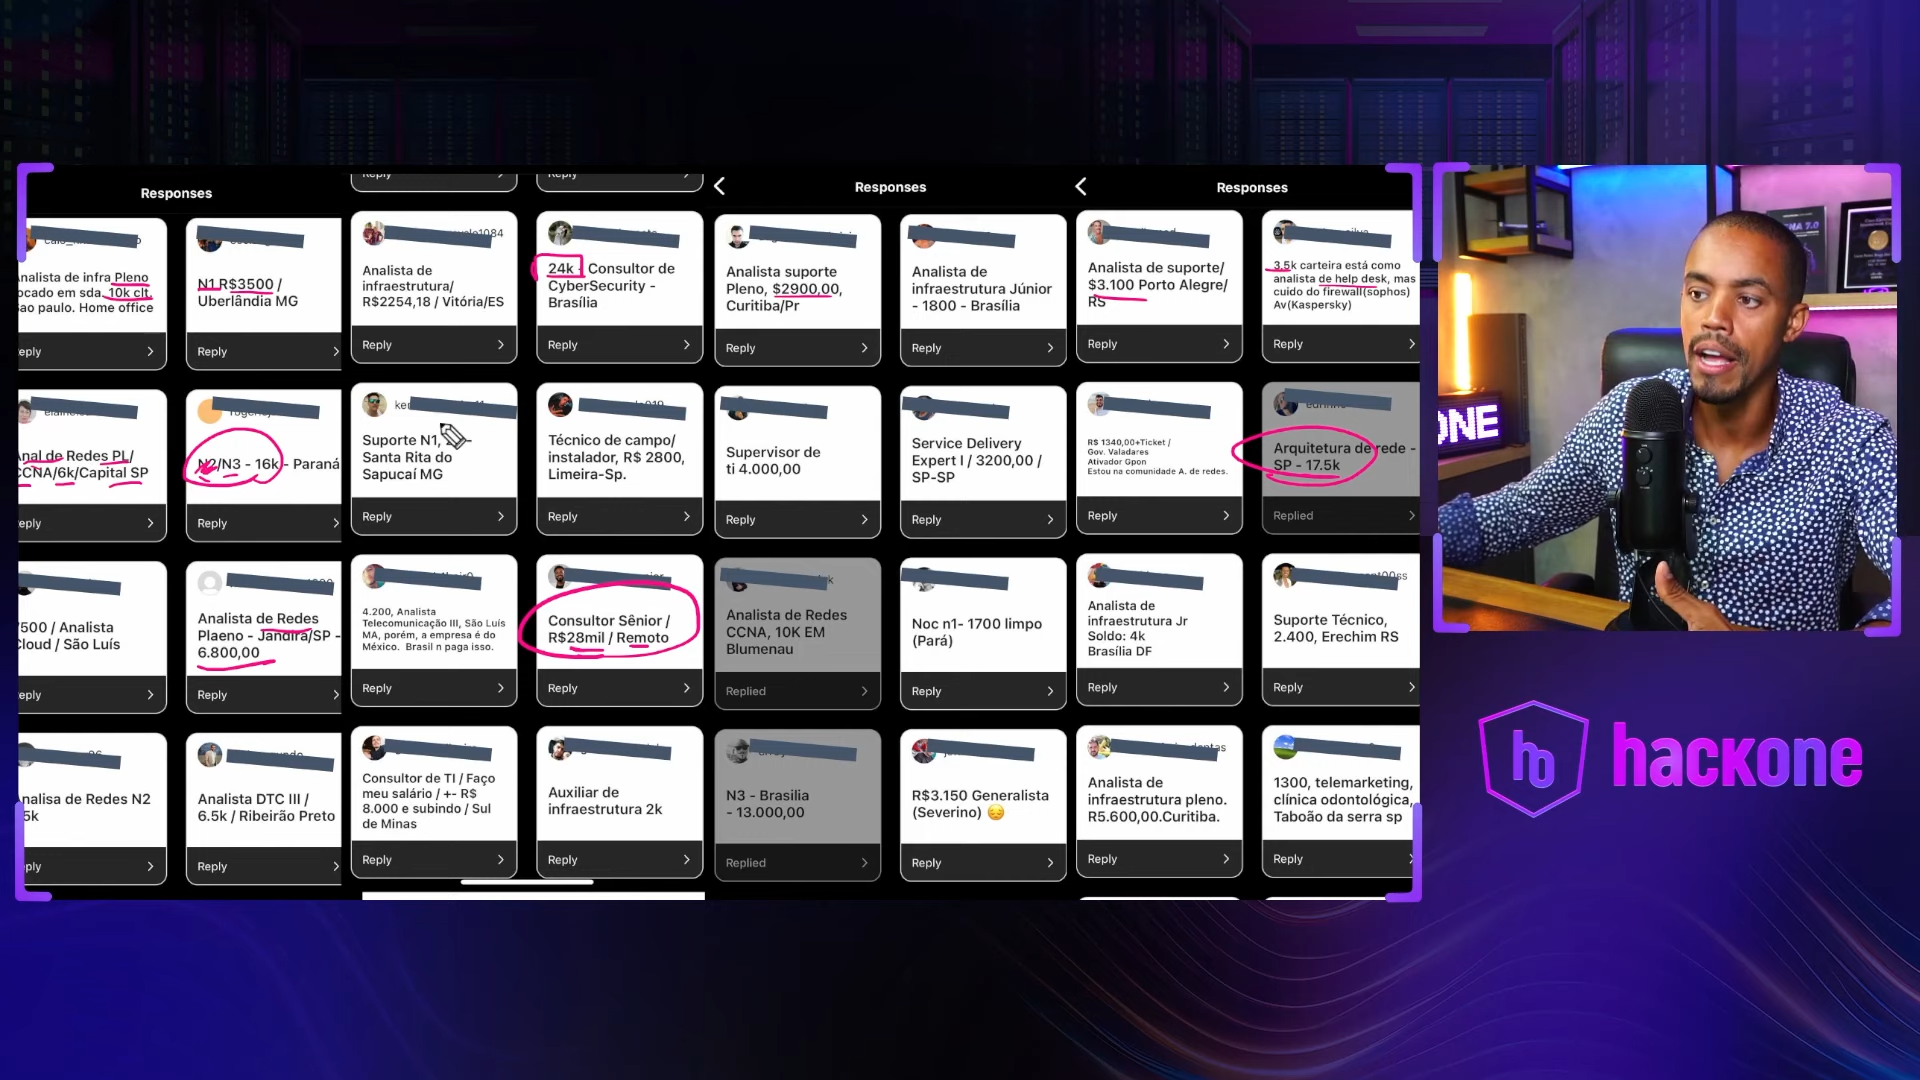 Responses
Analista de infra Pleno
focado em sda. 10k clt.
Sao paulo. Home office
Reply
N1 R$3500 /
Uberlândia MG
Reply
Anal de Redes PL/
CCNA/6k/Capital SP
Reply
N2/N3 - 16k - Paraná
Reply
500 / Analista
Cloud / São Luís
Reply
Analista de Redes
Plaeno - Jandira/SP -
6.800,00
Reply
Analisa de Redes N2
5k
Reply
Analista DTC III /
6.5k / Ribeirão Preto
Reply
Reply
Reply
1084
Analista de
infraestrutura/
R$2254,18 / Vitória/ES
Reply
24k - Consultor de
CyberSecurity -
Brasília
Reply
Suporte N1,
Santa Rita do
Sapucaí MG
Reply
Técnico de campo/
instalador, R$ 2800,
Limeira-Sp.
Reply
4.200, Analista
Telecomunicação III, São Luís
MA, porém, a empresa é do
México. Brasil n paga isso.
Reply
Consultor Sênior /
R$28mil / Remoto
Reply
Consultor de TI / Faço
meu salário / +- R$
8.000 e subindo / Sul
de Minas
Reply
Auxiliar de
infraestrutura 2k
Reply
Responses
Analista suporte
Pleno, $2900,00,
Curitiba/Pr
Reply
Analista de
infraestrutura Júnior
- 1800 - Brasília
Reply
Supervisor de
ti 4.000,00
Reply
Service Delivery
Expert I / 3200,00 /
SP-SP
Reply
Analista de Redes
CCNA, 10K EM
Blumenau
Replied
Noc n1- 1700 limpo
(Pará)
Reply
N3 - Brasilia
- 13.000,00
Replied
R$3.150 Generalista
(Severino) 😔
Reply
Responses
Analista de suporte/
$3.100 Porto Alegre/
RS
Reply
3.5k carteira está como
analista de help desk, mas
cuido do firewall(sophos)
Av(Kaspersky)
Reply
R$ 1340,00+Ticket /
Gov. Valadares
Ativador Gpon
Estou na comunidade A. de redes.
Reply
Arquitetura de rede -
SP - 17.5k
Replied
Analista de
infraestrutura Jr
Soldo: 4k
Brasília DF
Reply
Suporte Técnico,
2.400, Erechim RS
Reply
Analista de
infraestrutura pleno.
R5.600,00.Curitiba.
Reply
1300, telemarketing,
clínica odontológica,
Taboão da serra sp
Reply
ONE
hackone